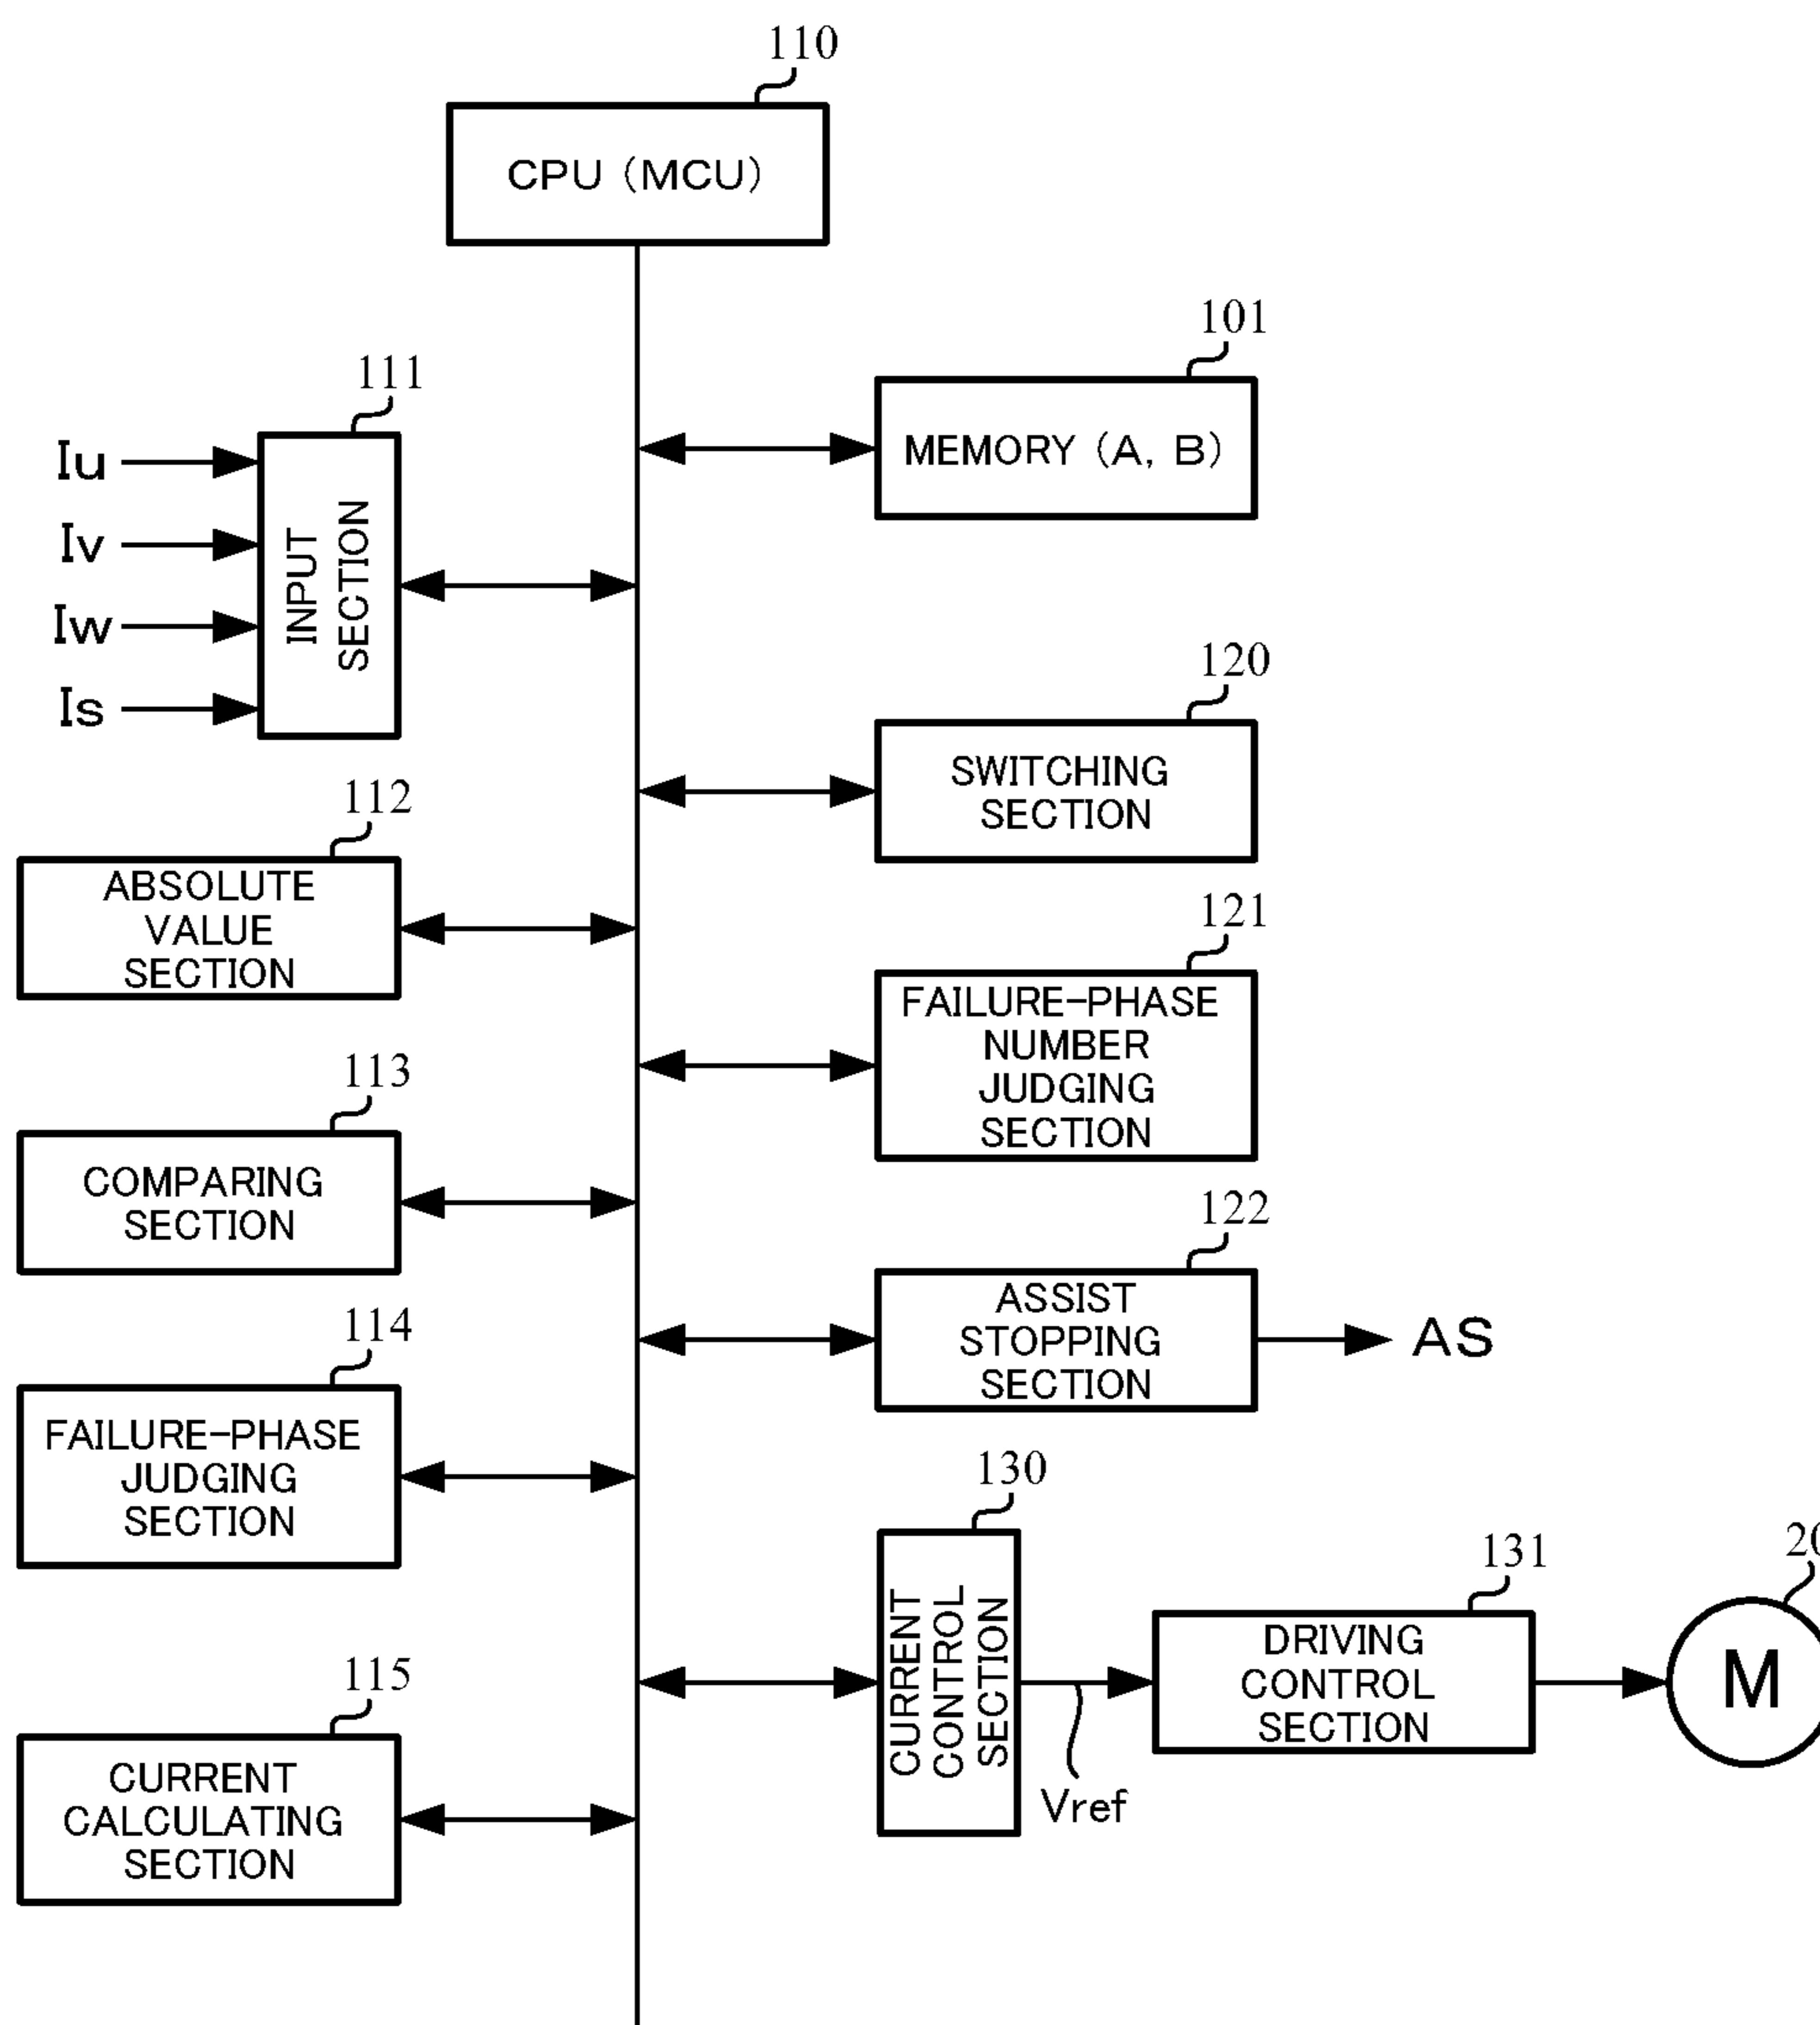 110
CPU (MCU)
101
MEMORY (A, B)
111
Iu
Iv
Iw
Is
INPUT
SECTION
120
SWITCHING
SECTION
112
ABSOLUTE
VALUE
SECTION
121
FAILURE-PHASE
NUMBER
JUDGING
SECTION
113
COMPARING
SECTION
122
ASSIST
STOPPING
SECTION
AS
114
FAILURE-PHASE
JUDGING
SECTION
130
CURRENT
CONTROL
SECTION
Vref
131
DRIVING
CONTROL
SECTION
20
M
115
CURRENT
CALCULATING
SECTION